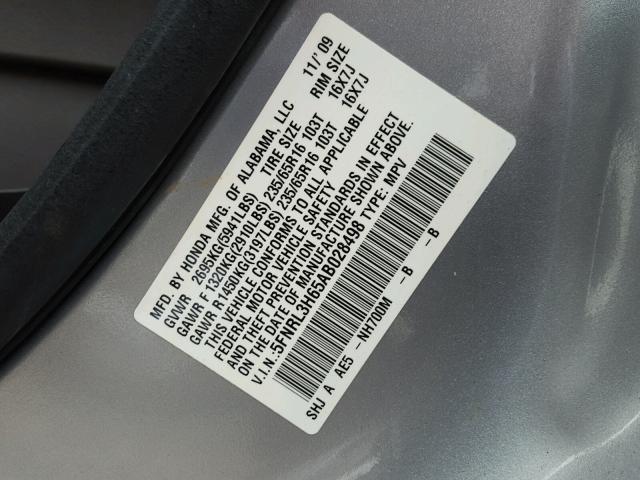 MFD. BY HONDA MFG. OF ALABAMA, LLC 11/'09
GVWR 2695KG(5941LBS) TIRE SIZE RIM SIZE
GAWR F 1320KG(2910LBS) 235/65R16 103T 16X7J
GAWR R 1450KG(3197LBS) 235/65R16 103T 16X7J
THIS VEHICLE CONFORMS TO ALL APPLICABLE
FEDERAL MOTOR VEHICLE SAFETY
AND THEFT PREVENTION STANDARDS IN EFFECT
ON THE DATE OF MANUFACTURE SHOWN ABOVE.
V.I.N.:5FNRL3H65AB028498 TYPE: MPV
SHJ A AE5 -NH700M -B -B